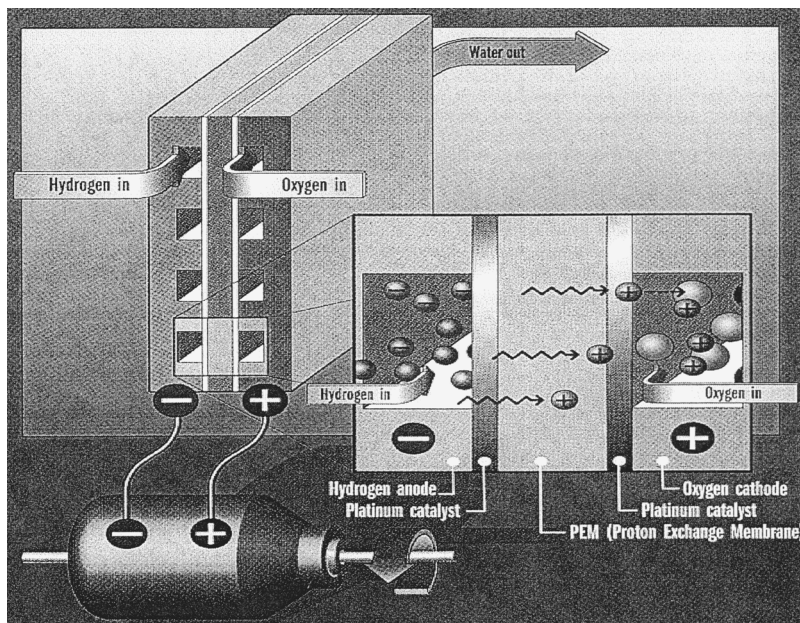 Water out
Hydrogen in
Oxygen in
Hydrogen in
Oxygen in
Hydrogen anode
Oxygen cathode
Platinum catalyst
Platinum catalyst
PEM (Proton Exchange Membrane